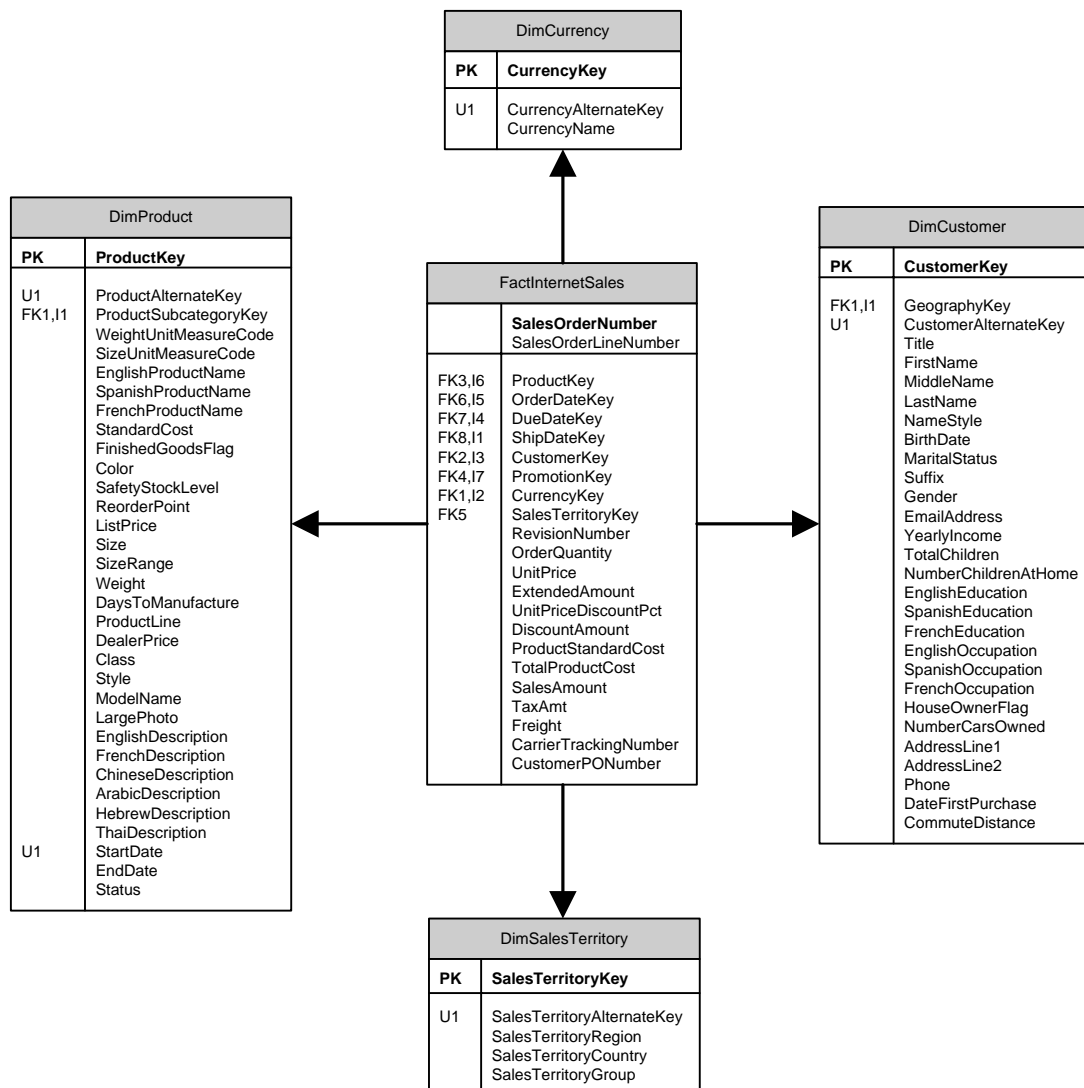 DimCurrency
PK CurrencyKey
U1 CurrencyAlternateKey
CurrencyName
DimProduct
PK ProductKey
U1 ProductAlternateKey
FK1,I1 ProductSubcategoryKey
WeightUnitMeasureCode
SizeUnitMeasureCode
EnglishProductName
SpanishProductName
FrenchProductName
StandardCost
FinishedGoodsFlag
Color
SafetyStockLevel
ReorderPoint
ListPrice
Size
SizeRange
Weight
DaysToManufacture
ProductLine
DealerPrice
Class
Style
ModelName
LargePhoto
EnglishDescription
FrenchDescription
ChineseDescription
ArabicDescription
HebrewDescription
ThaiDescription
U1 StartDate
EndDate
Status
FactInternetSales
SalesOrderNumber
SalesOrderLineNumber
FK3,I6 ProductKey
FK6,I5 OrderDateKey
FK7,I4 DueDateKey
FK8,I1 ShipDateKey
FK2,I3 CustomerKey
FK4,I7 PromotionKey
FK1,I2 CurrencyKey
FK5 SalesTerritoryKey
RevisionNumber
OrderQuantity
UnitPrice
ExtendedAmount
UnitPriceDiscountPct
DiscountAmount
ProductStandardCost
TotalProductCost
SalesAmount
TaxAmt
Freight
CarrierTrackingNumber
CustomerPONumber
DimCustomer
PK CustomerKey
FK1,I1 GeographyKey
U1 CustomerAlternateKey
Title
FirstName
MiddleName
LastName
NameStyle
BirthDate
MaritalStatus
Suffix
Gender
EmailAddress
YearlyIncome
TotalChildren
NumberChildrenAtHome
EnglishEducation
SpanishEducation
FrenchEducation
EnglishOccupation
SpanishOccupation
FrenchOccupation
HouseOwnerFlag
NumberCarsOwned
AddressLine1
AddressLine2
Phone
DateFirstPurchase
CommuteDistance
DimSalesTerritory
PK SalesTerritoryKey
U1 SalesTerritoryAlternateKey
SalesTerritoryRegion
SalesTerritoryCountry
SalesTerritoryGroup